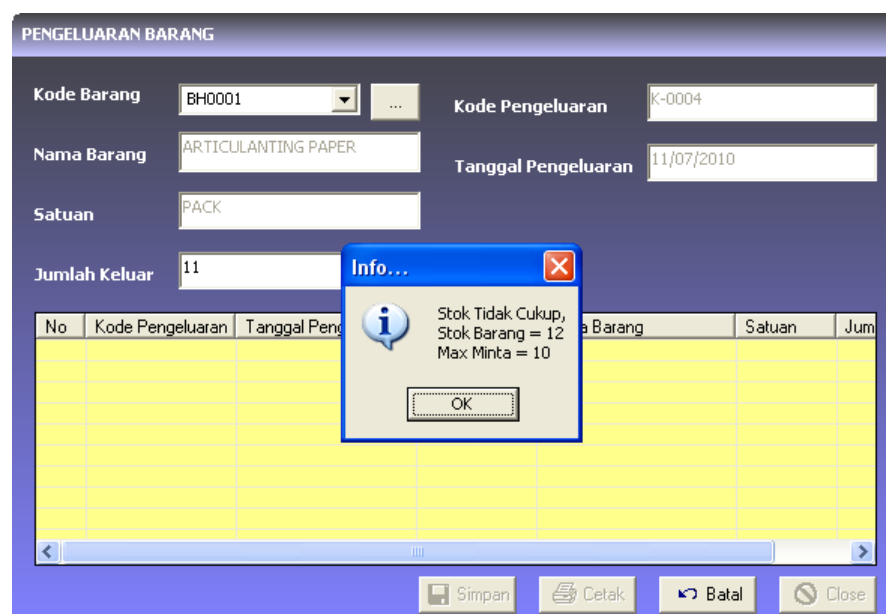 PENGELUARAN BARANG
Kode Barang
BH0001
...
Kode Pengeluaran
K-0004
Nama Barang
ARTICULANTING PAPER
Tanggal Pengeluaran
11/07/2010
Satuan
PACK
Jumlah Keluar
11
Info...
Stok Tidak Cukup,
Stok Barang = 12
Max Minta = 10
OK
No Kode Pengeluaran Tanggal Peng a Barang Satuan Jum
Simpan Cetak Batal Close